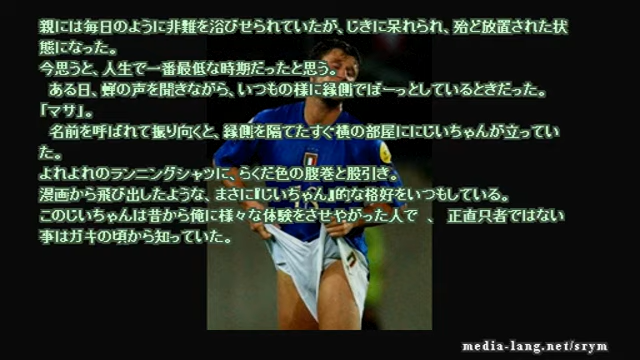 親には毎日のように非難を浴びせられていたが、じきに呆れられ、殆ど放置された状
態になった。
今思うと、人生で一番最低な時期だったと思う。
ある日、蝉の声を聞きながら、いつもの様に縁側でぼーっとしているときだった。
「マサ」。
名前を呼ばれて振り向くと、縁側を隔てたすぐ横の部屋ににじいちゃんが立ってい
た。
よれよれのランニングシャツに、らくだ色の腹巻と股引き。
漫画から飛び出したような、まさに『じいちゃん』的な格好をいつもしている。
このじいちゃんは昔から俺に様々な体験をさせやがった人で 、 正直只者ではない
事はガキの頃から知っていた。
media-lang.net/srym